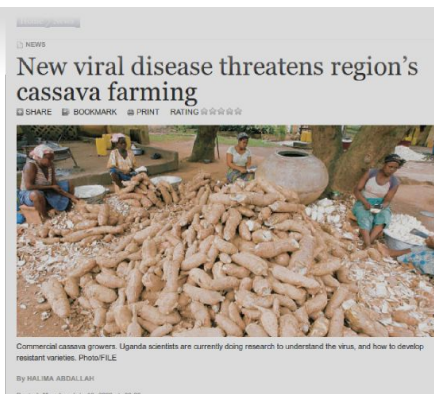 NEWS
New viral disease threatens region's
cassava farming
SHARE BOOKMARK PRINT RATING
Commercial cassava growers. Uganda scientists are currently doing research to understand the virus, and how to develop
resistant varieties. Photo/FILE
By HALIMA ABDALLAH